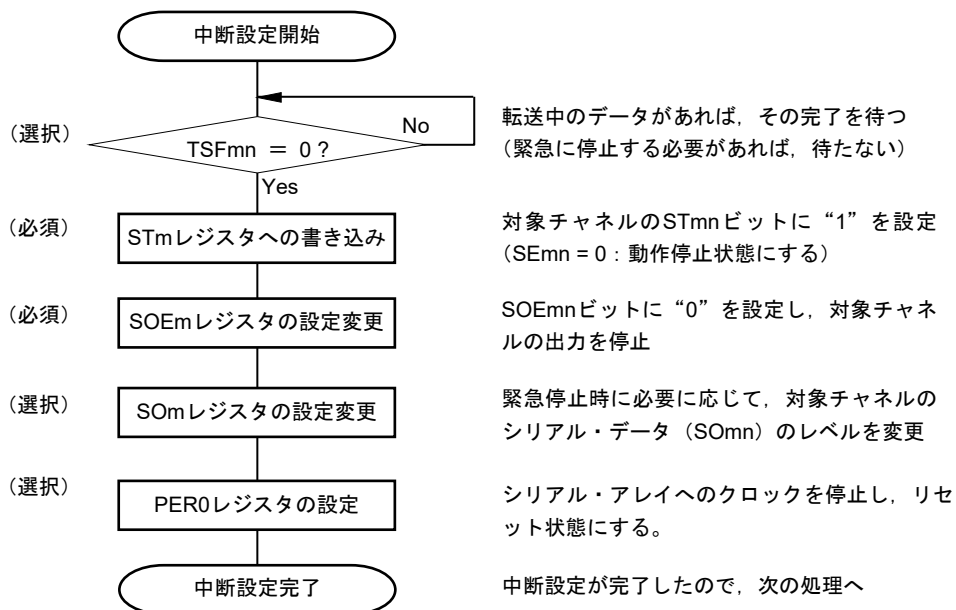 中断設定開始
（選択）
TSFmn ＝ 0 ?
No
Yes
転送中のデータがあれば，その完了を待つ
（緊急に停止する必要があれば，待たない）
（必須）
STmレジスタへの書き込み
対象チャネルのSTmnビットに“1”を設定
（SEmn = 0：動作停止状態にする）
（必須）
SOEmレジスタの設定変更
SOEmnビットに“0”を設定し，対象チャネ
ルの出力を停止
（選択）
SOmレジスタの設定変更
緊急停止時に必要に応じて，対象チャネルの
シリアル・データ（SOmn）のレベルを変更
（選択）
PER0レジスタの設定
シリアル・アレイへのクロックを停止し，リセ
ット状態にする。
中断設定完了
中断設定が完了したので，次の処理へ